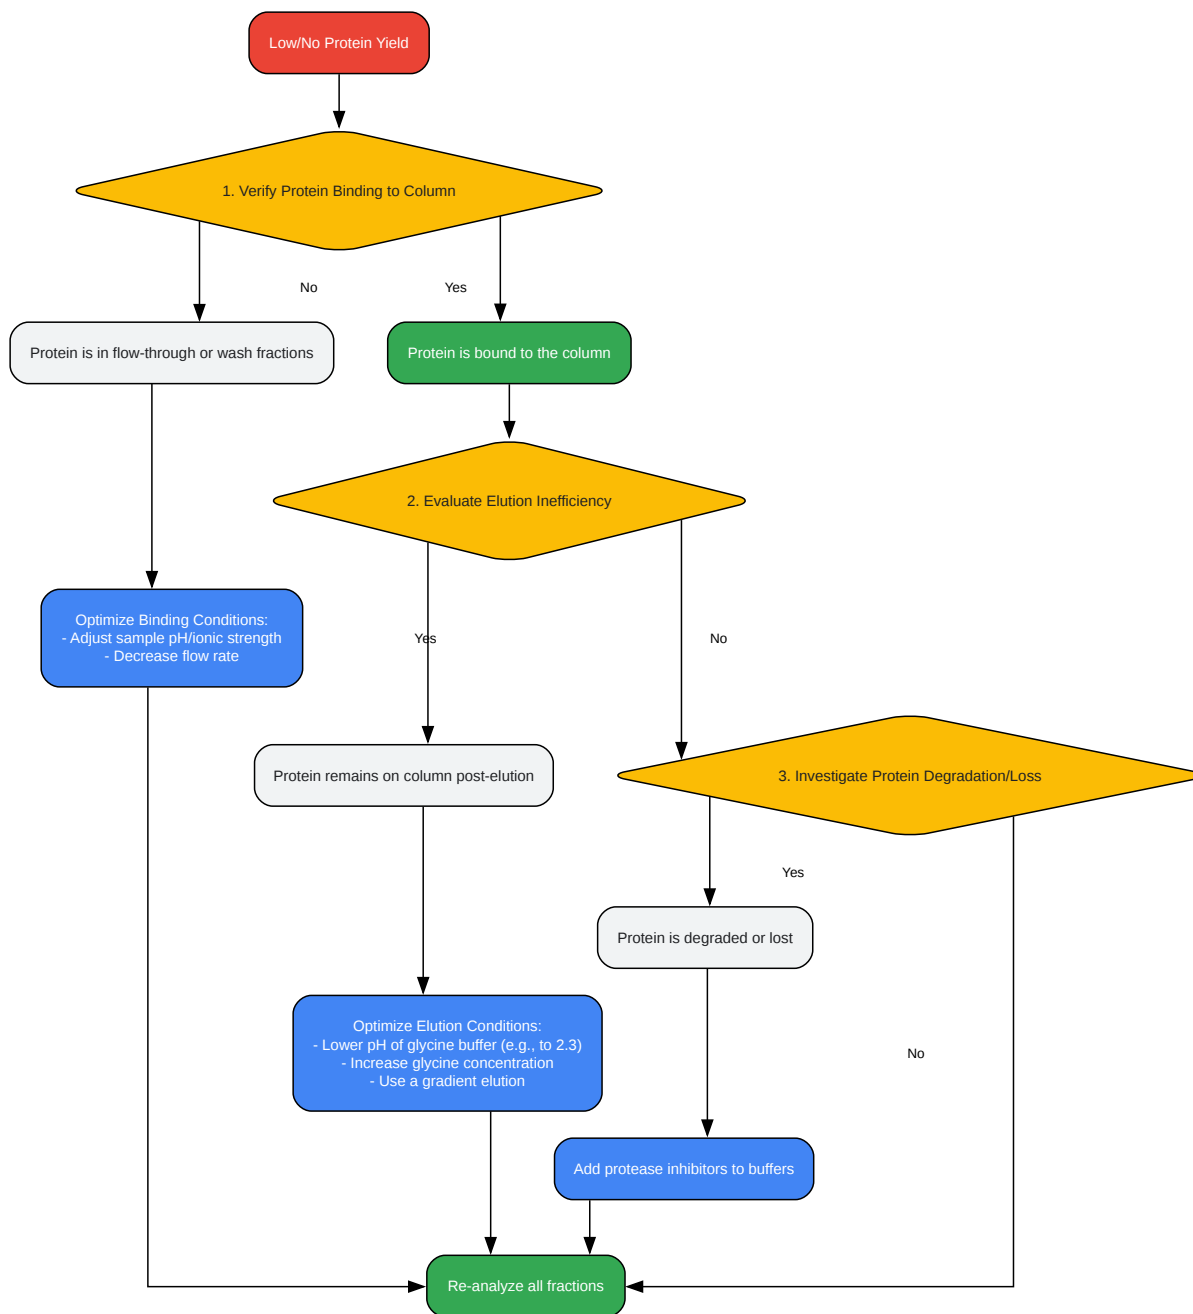 Low/No Protein Yield
1. Verify Protein Binding to Column
No
Yes
Protein is in flow-through or wash fractions
Protein is bound to the column
2. Evaluate Elution Inefficiency
Optimize Binding Conditions:
- Adjust sample pH/ionic strength
- Decrease flow rate
Yes
No
Protein remains on column post-elution
3. Investigate Protein Degradation/Loss
Yes
Protein is degraded or lost
Optimize Elution Conditions:
- Lower pH of glycine buffer (e.g., to 2.3)
- Increase glycine concentration
- Use a gradient elution
No
Add protease inhibitors to buffers
Re-analyze all fractions